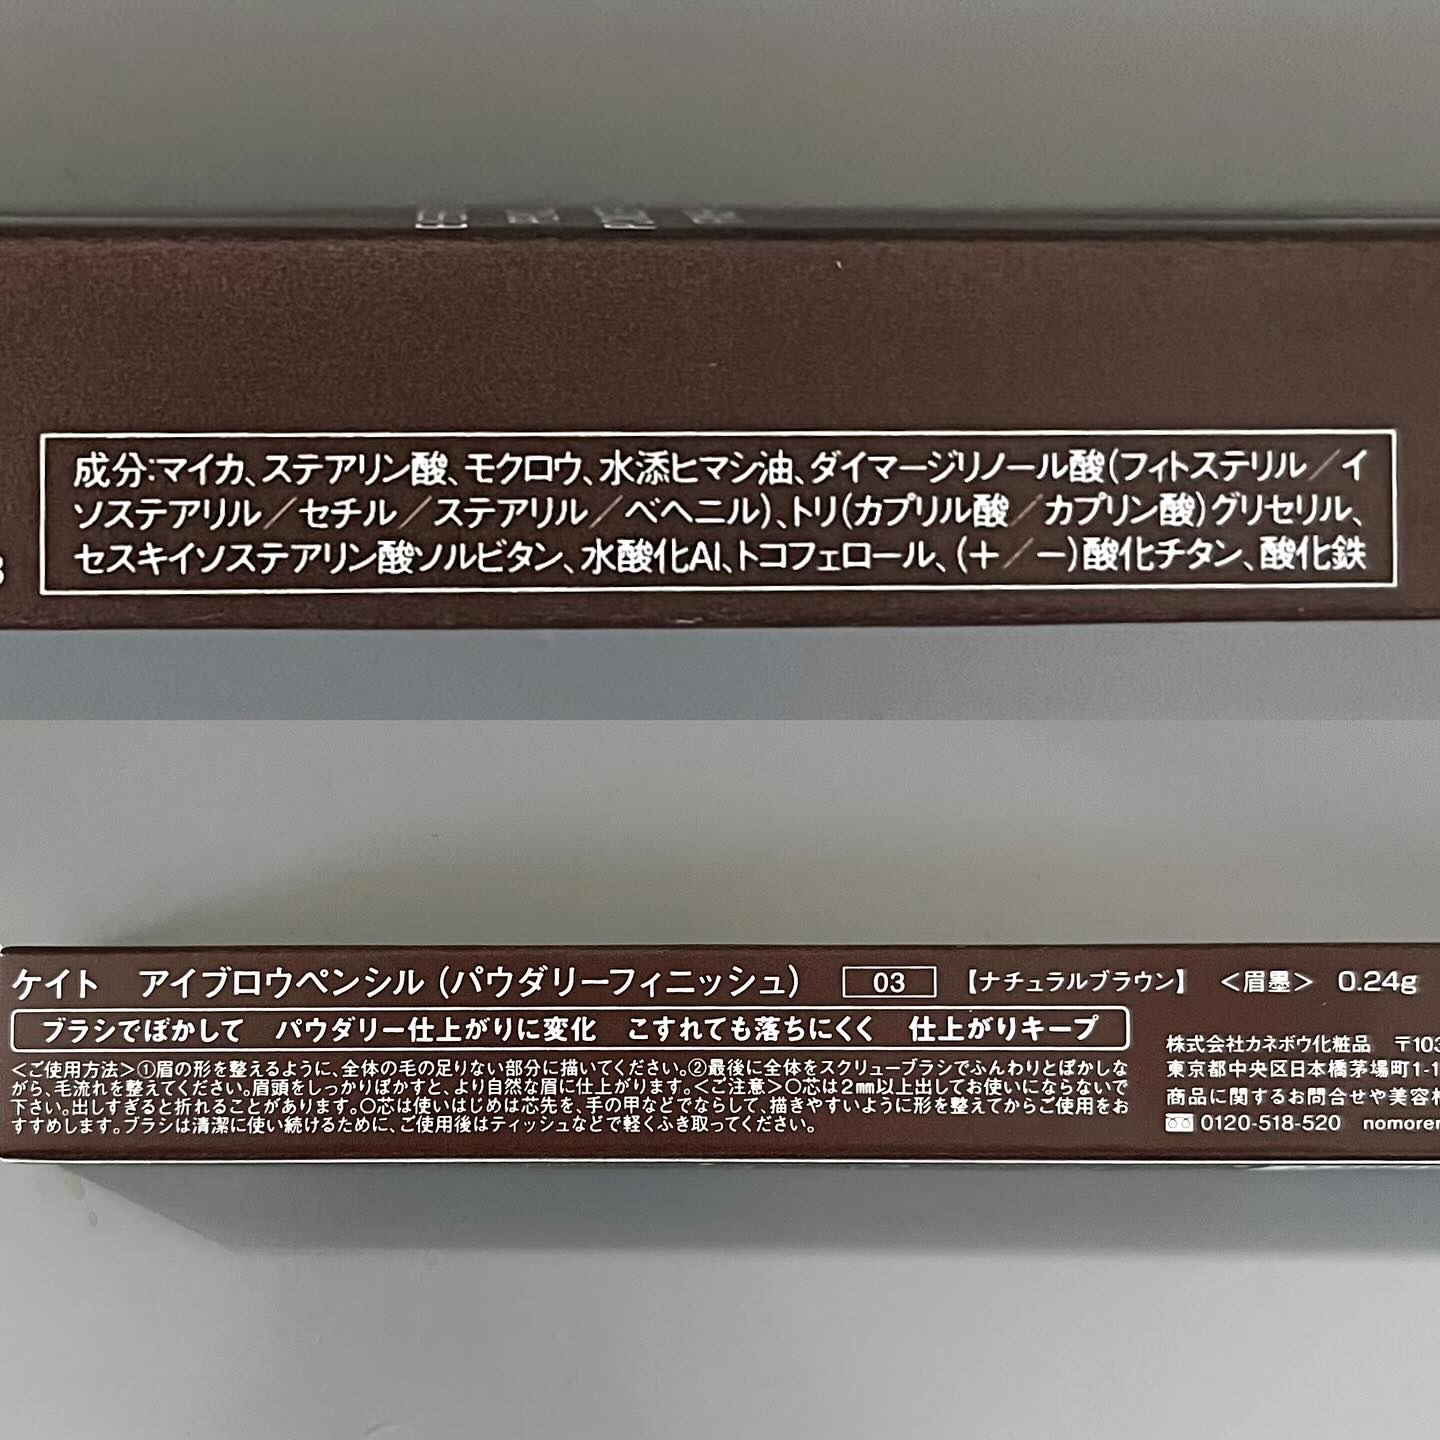 成分:マイカ、ステアリン酸、モクロウ、水添ヒマシ油、ダイマージリノール酸(フィトステリル/イ
ソステアリル/セチル/ステアリル/ベヘニル)、トリ(カプリル酸/カプリン酸)グリセリル、
セスキイソステアリン酸ソルビタン、水酸化Al、トコフェロール、(+/−)酸化チタン、酸化鉄
ケイト アイブロウペンシル(パウダリーフィニッシュ) 03 【ナチュラルブラウン】 <眉墨> 0.24g
ブラシでぼかして パウダリー仕上がりに変化 こすれても落ちにくく 仕上がりキープ
<ご使用方法>①眉の形を整えるように、全体の毛の足りない部分に描いてください。②最後に全体をスクリューブラシでふんわりとぼかしな
がら、毛流れを整えてください。眉頭をしっかりぼかすと、より自然な眉に仕上がります。<ご注意>○芯は2mm以上出してお使いにならないで
下さい。出しすぎると折れることがあります。○芯は使いはじめは芯先を、手の甲などでならして、描きやすいように形を整えてからご使用をお
すすめします。ブラシは清潔に使い続けるために、ご使用後はティッシュなどで軽くふき取ってください。
株式会社カネボウ化粧品 〒103
東京都中央区日本橋茅場町1-1
商品に関するお問合せや美容相
0120-518-520 nomorer